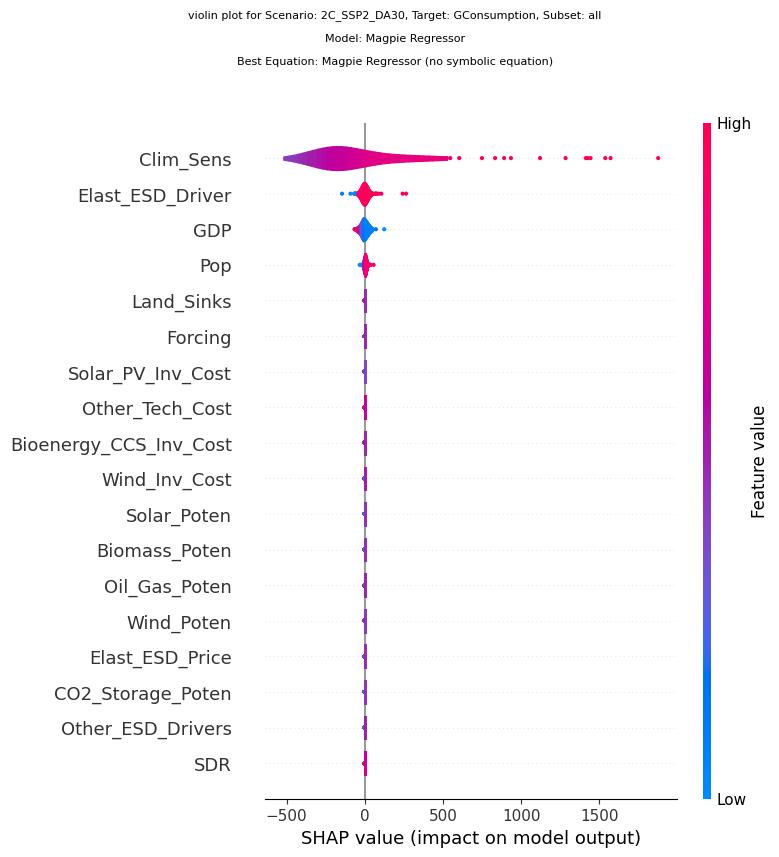 violin plot for Scenario: 2C_SSP2_DA30, Target: GConsumption, Subset: all
Model: Magpie Regressor
Best Equation: Magpie Regressor (no symbolic equation)
High
Clim_Sens
Elast_ESD_Driver
GDP
Pop
Land_Sinks
Forcing
Solar_PV_Inv_Cost
Other_Tech_Cost
Bioenergy_CCS_Inv_Cost
Wind_Inv_Cost
Solar_Poten
Biomass_Poten
Oil_Gas_Poten
Wind_Poten
Elast_ESD_Price
CO2_Storage_Poten
Other_ESD_Drivers
SDR
Feature value
Low
−500 0 500 1000 1500
SHAP value (impact on model output)